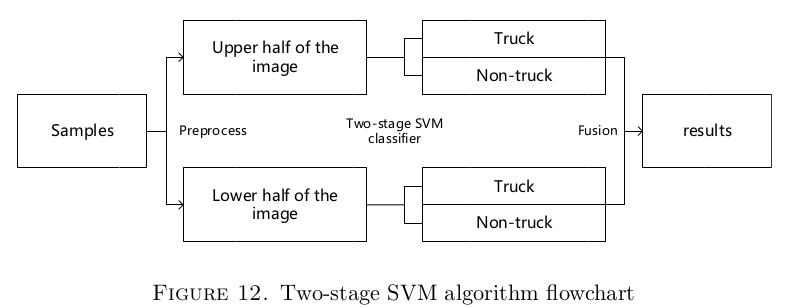 Upper half of the
image
Truck
Non-truck
Samples
Preprocess
Two-stage SVM
classifier
Fusion
results
Lower half of the
image
Truck
Non-truck
FIGURE 12. Two-stage SVM algorithm flowchart